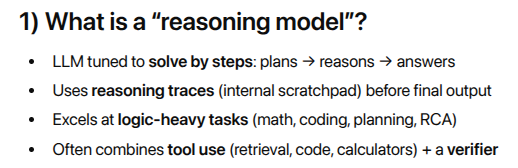 1) What is a “reasoning model”?
• LLM tuned to solve by steps: plans → reasons → answers
• Uses reasoning traces (internal scratchpad) before final output
• Excels at logic-heavy tasks (math, coding, planning, RCA)
• Often combines tool use (retrieval, code, calculators) + a verifier